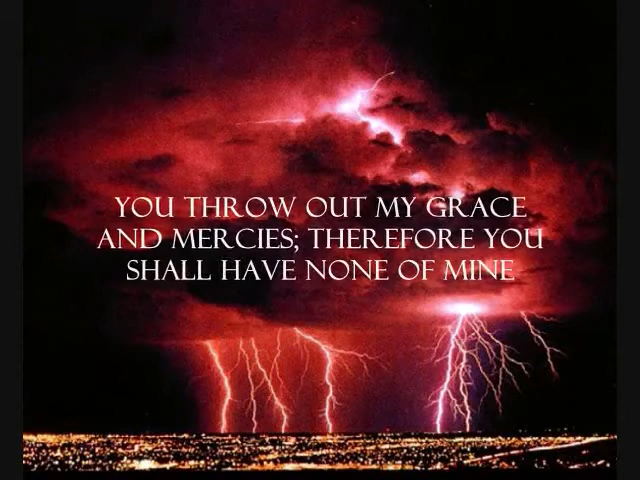 YOU THROW OUT MY GRACE
AND MERCIES; THEREFORE YOU
SHALL HAVE NONE OF MINE